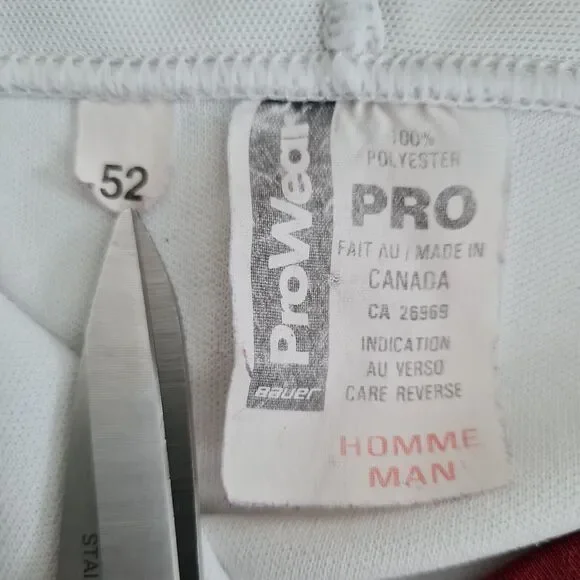 52
ProWear
bauer
100%
POLYESTER
PRO
FAIT AU / MADE IN
CANADA
CA 26969
INDICATION
AU VERSO
CARE REVERSE
HOMME
MAN
STAI